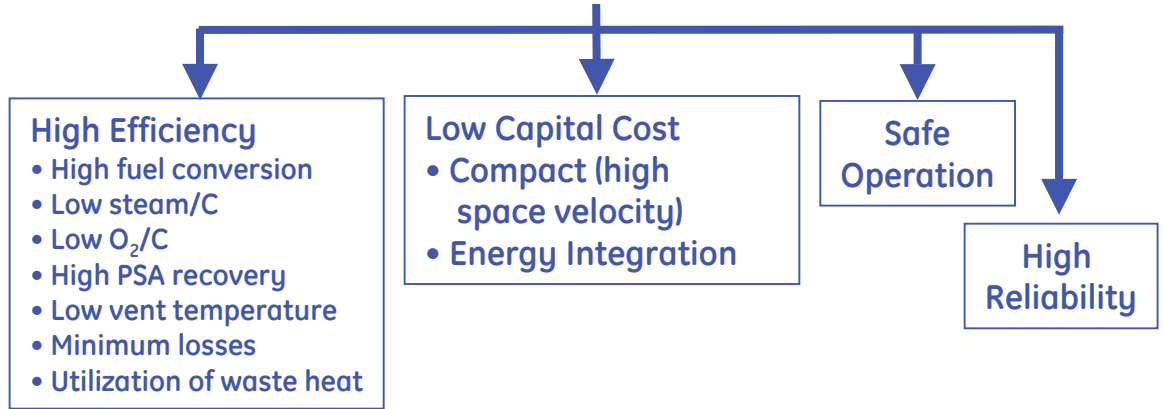 High Efficiency
• High fuel conversion
• Low steam/C
• Low O₂/C
• High PSA recovery
• Low vent temperature
• Minimum losses
• Utilization of waste heat
Low Capital Cost
• Compact (high
space velocity)
• Energy Integration
Safe
Operation
High
Reliability